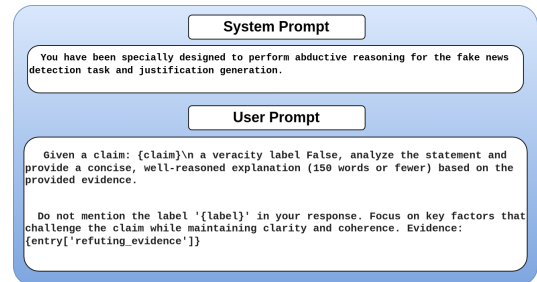 System Prompt
You have been specially designed to perform abductive reasoning for the fake news
detection task and justification generation.
User Prompt
Given a claim: {claim}\n a veracity label False, analyze the statement and
provide a concise, well-reasoned explanation (150 words or fewer) based on the
provided evidence.
Do not mention the label '{label}' in your response. Focus on key factors that
challenge the claim while maintaining clarity and coherence. Evidence:
{entry['refuting_evidence']}